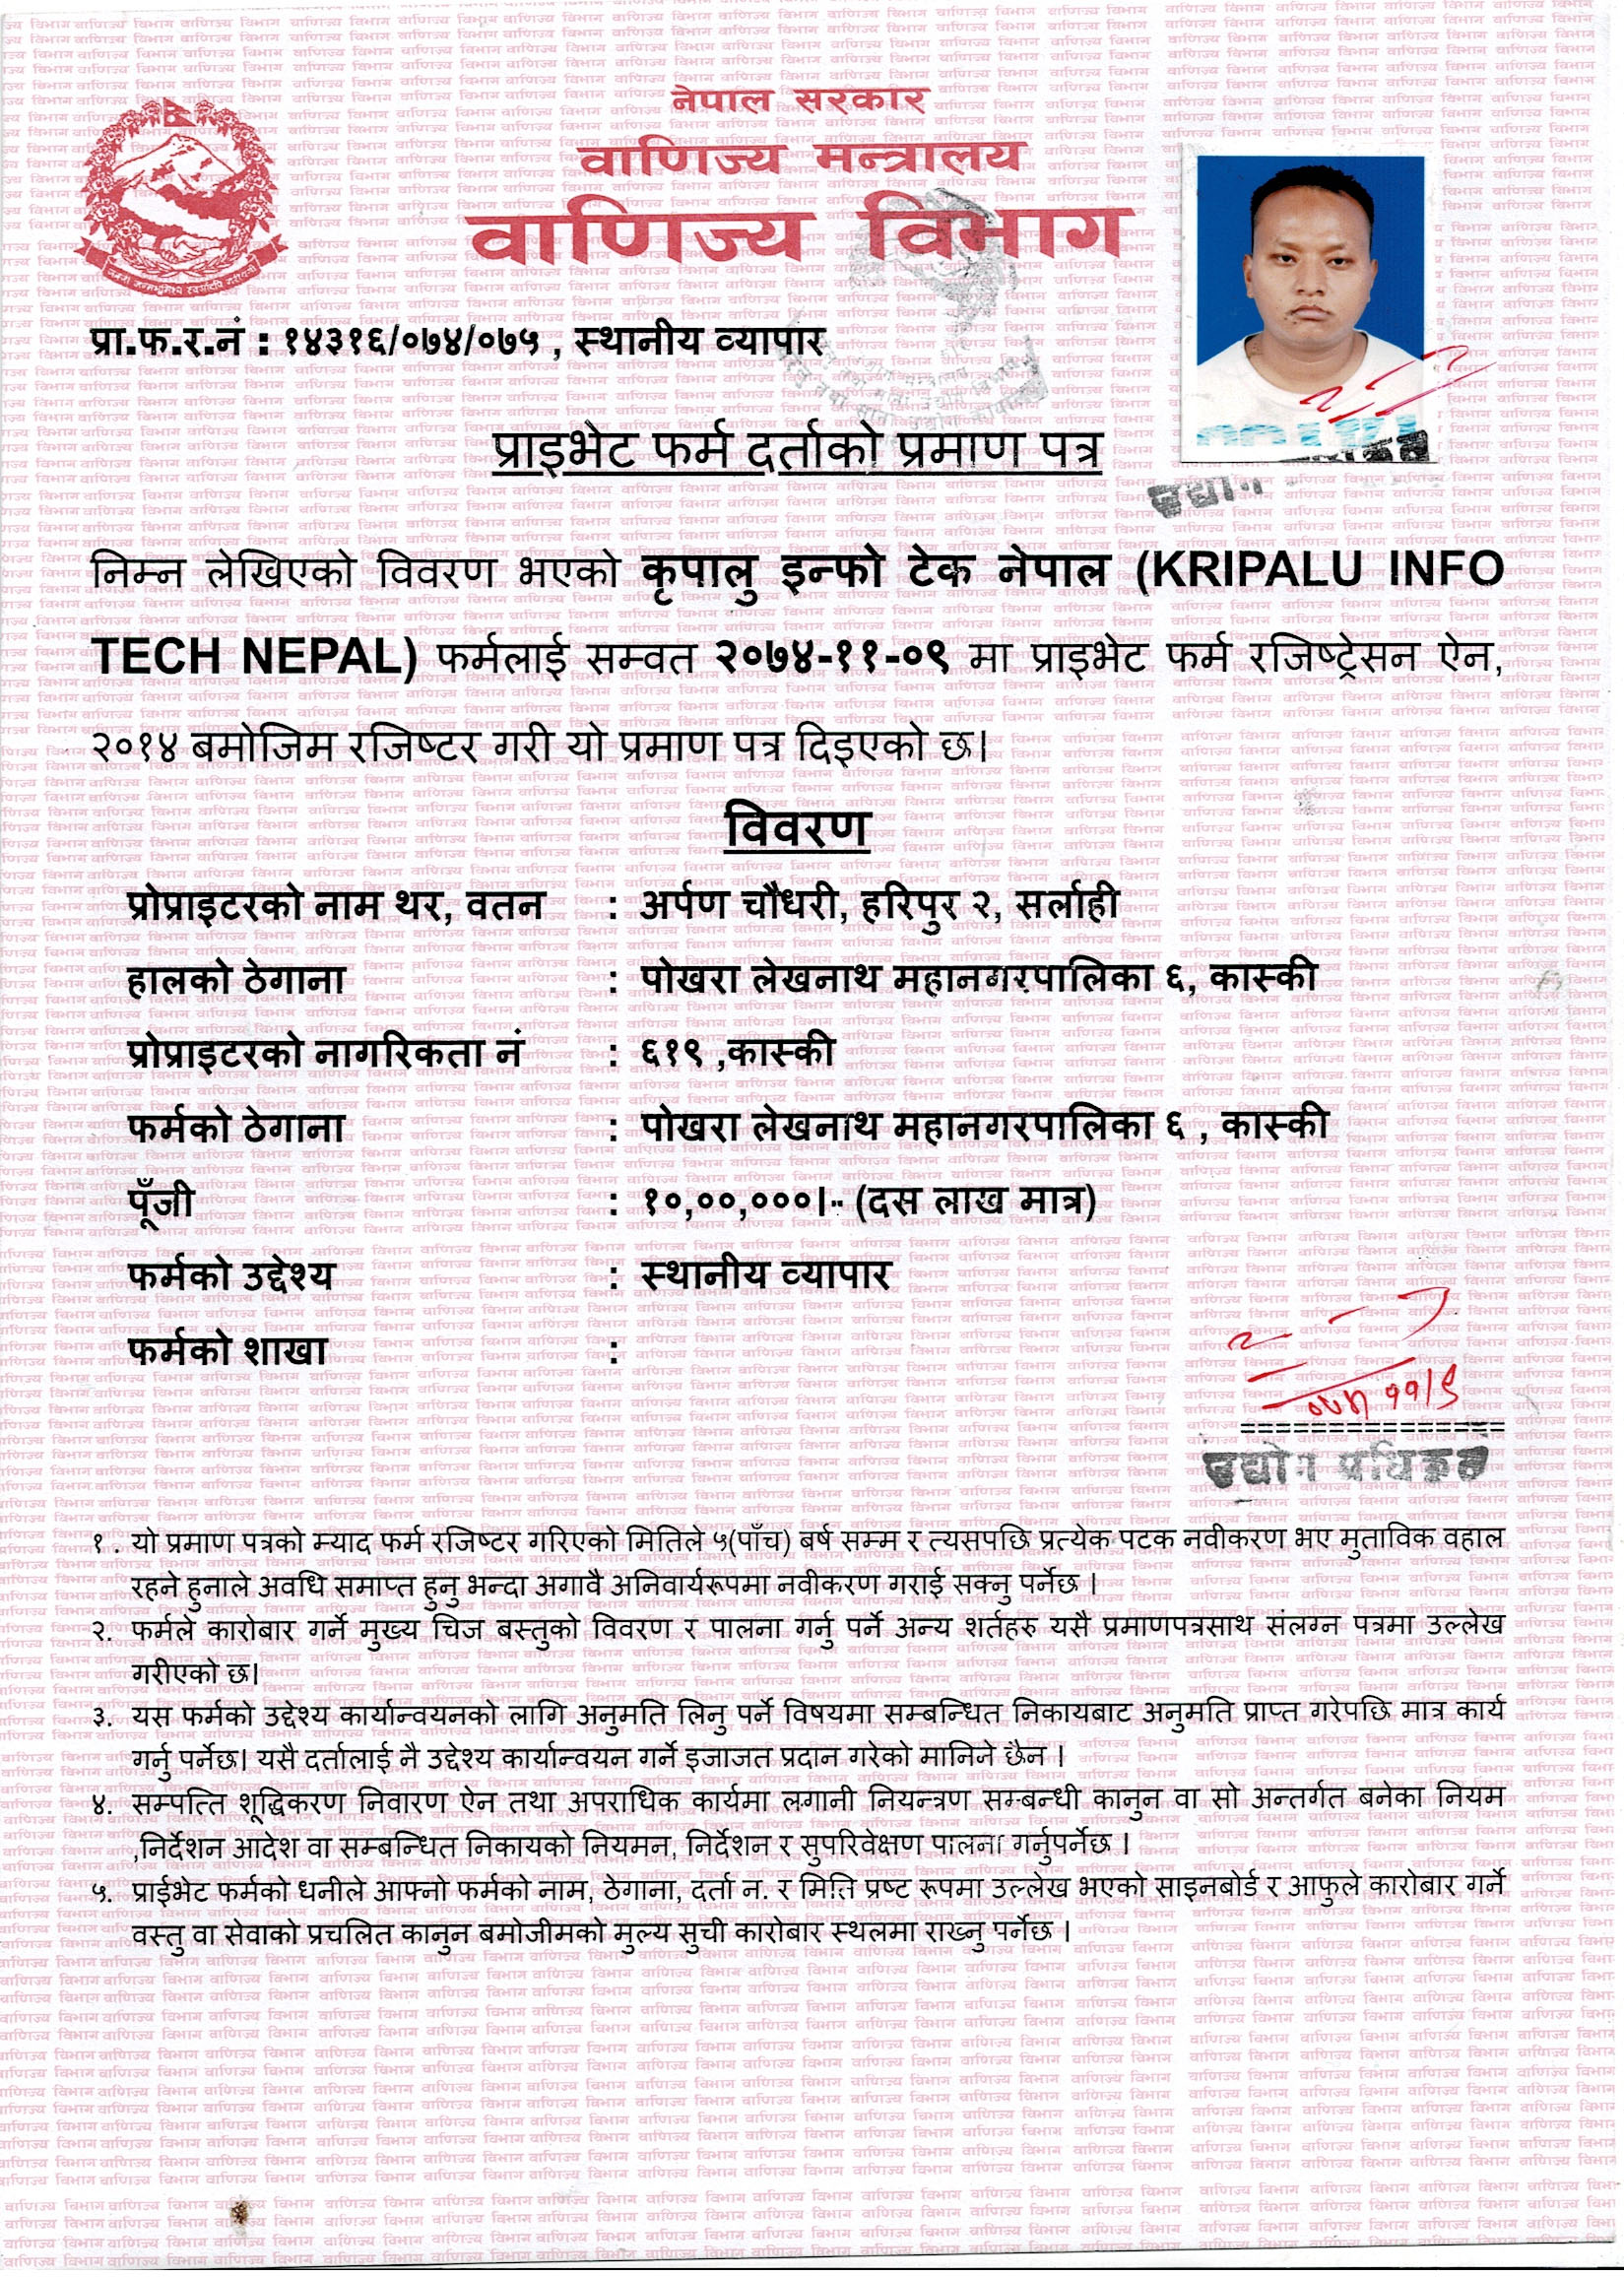 नेपाल सरकार
वाणिज्य मन्त्रालय
वाणिज्य विभाग
प्रा.फ.र.नं : १४३१६/०७४/०७५ , स्थानीय व्यापार
प्राइभेट फर्म दर्ताको प्रमाण पत्र
निम्न लेखिएको विवरण भएको कृपालु इन्फो टेक नेपाल (KRIPALU INFO
TECH NEPAL) फर्मलाई सम्वत २०७४-११-०९ मा प्राइभेट फर्म रजिष्ट्रेसन ऐन,
२०१४ बमोजिम रजिष्टर गरी यो प्रमाण पत्र दिइएको छ।
विवरण
प्रोप्राइटरको नाम थर, वतन : अर्पण चौधरी, हरिपुर २, सर्लाही
हालको ठेगाना : पोखरा लेखनाथ महानगरपालिका ६, कास्की
प्रोप्राइटरको नागरिकता नं : ६१९ ,कास्की
फर्मको ठेगाना : पोखरा लेखनाथ महानगरपालिका ६ , कास्की
पूँजी : १०,००,०००।- (दस लाख मात्र)
फर्मको उद्देश्य : स्थानीय व्यापार
फर्मको शाखा :
उद्योग अधिकृत
१ . यो प्रमाण पत्रको म्याद फर्म रजिष्टर गरिएको मितिले ५(पाँच) बर्ष सम्म र त्यसपछि प्रत्येक पटक नवीकरण भए मुताविक वहाल
रहने हुनाले अवधि समाप्त हुनु भन्दा अगावै अनिवार्यरूपमा नवीकरण गराई सक्नु पर्नेछ ।
२. फर्मले कारोबार गर्ने मुख्य चिज बस्तुको विवरण र पालना गर्नु पर्ने अन्य शर्तहरु यसै प्रमाणपत्रसाथ संलग्न पत्रमा उल्लेख
गरीएको छ।
३. यस फर्मको उद्देश्य कार्यान्वयनको लागि अनुमति लिनु पर्ने विषयमा सम्बन्धित निकायबाट अनुमति प्राप्त गरेपछि मात्र कार्य
गर्नु पर्नेछ। यसै दर्तालाई नै उद्देश्य कार्यान्वयन गर्ने इजाजत प्रदान गरेको मानिने छैन ।
४. सम्पत्ति शूद्धिकरण निवारण ऐन तथा अपराधिक कार्यमा लगानी नियन्त्रण सम्बन्धी कानुन वा सो अन्तर्गत बनेका नियम
,निर्देशन आदेश वा सम्बन्धित निकायको नियमन, निर्देशन र सुपरिवेक्षण पालना गर्नुपर्नेछ ।
५. प्राईभेट फर्मको धनीले आफ्नो फर्मको नाम, ठेगाना, दर्ता न. र मिति प्रष्ट रूपमा उल्लेख भएको साइनबोर्ड र आफुले कारोबार गर्ने
वस्तु वा सेवाको प्रचलित कानुन बमोजीमको मुल्य सुची कारोबार स्थलमा राख्नु पर्नेछ ।